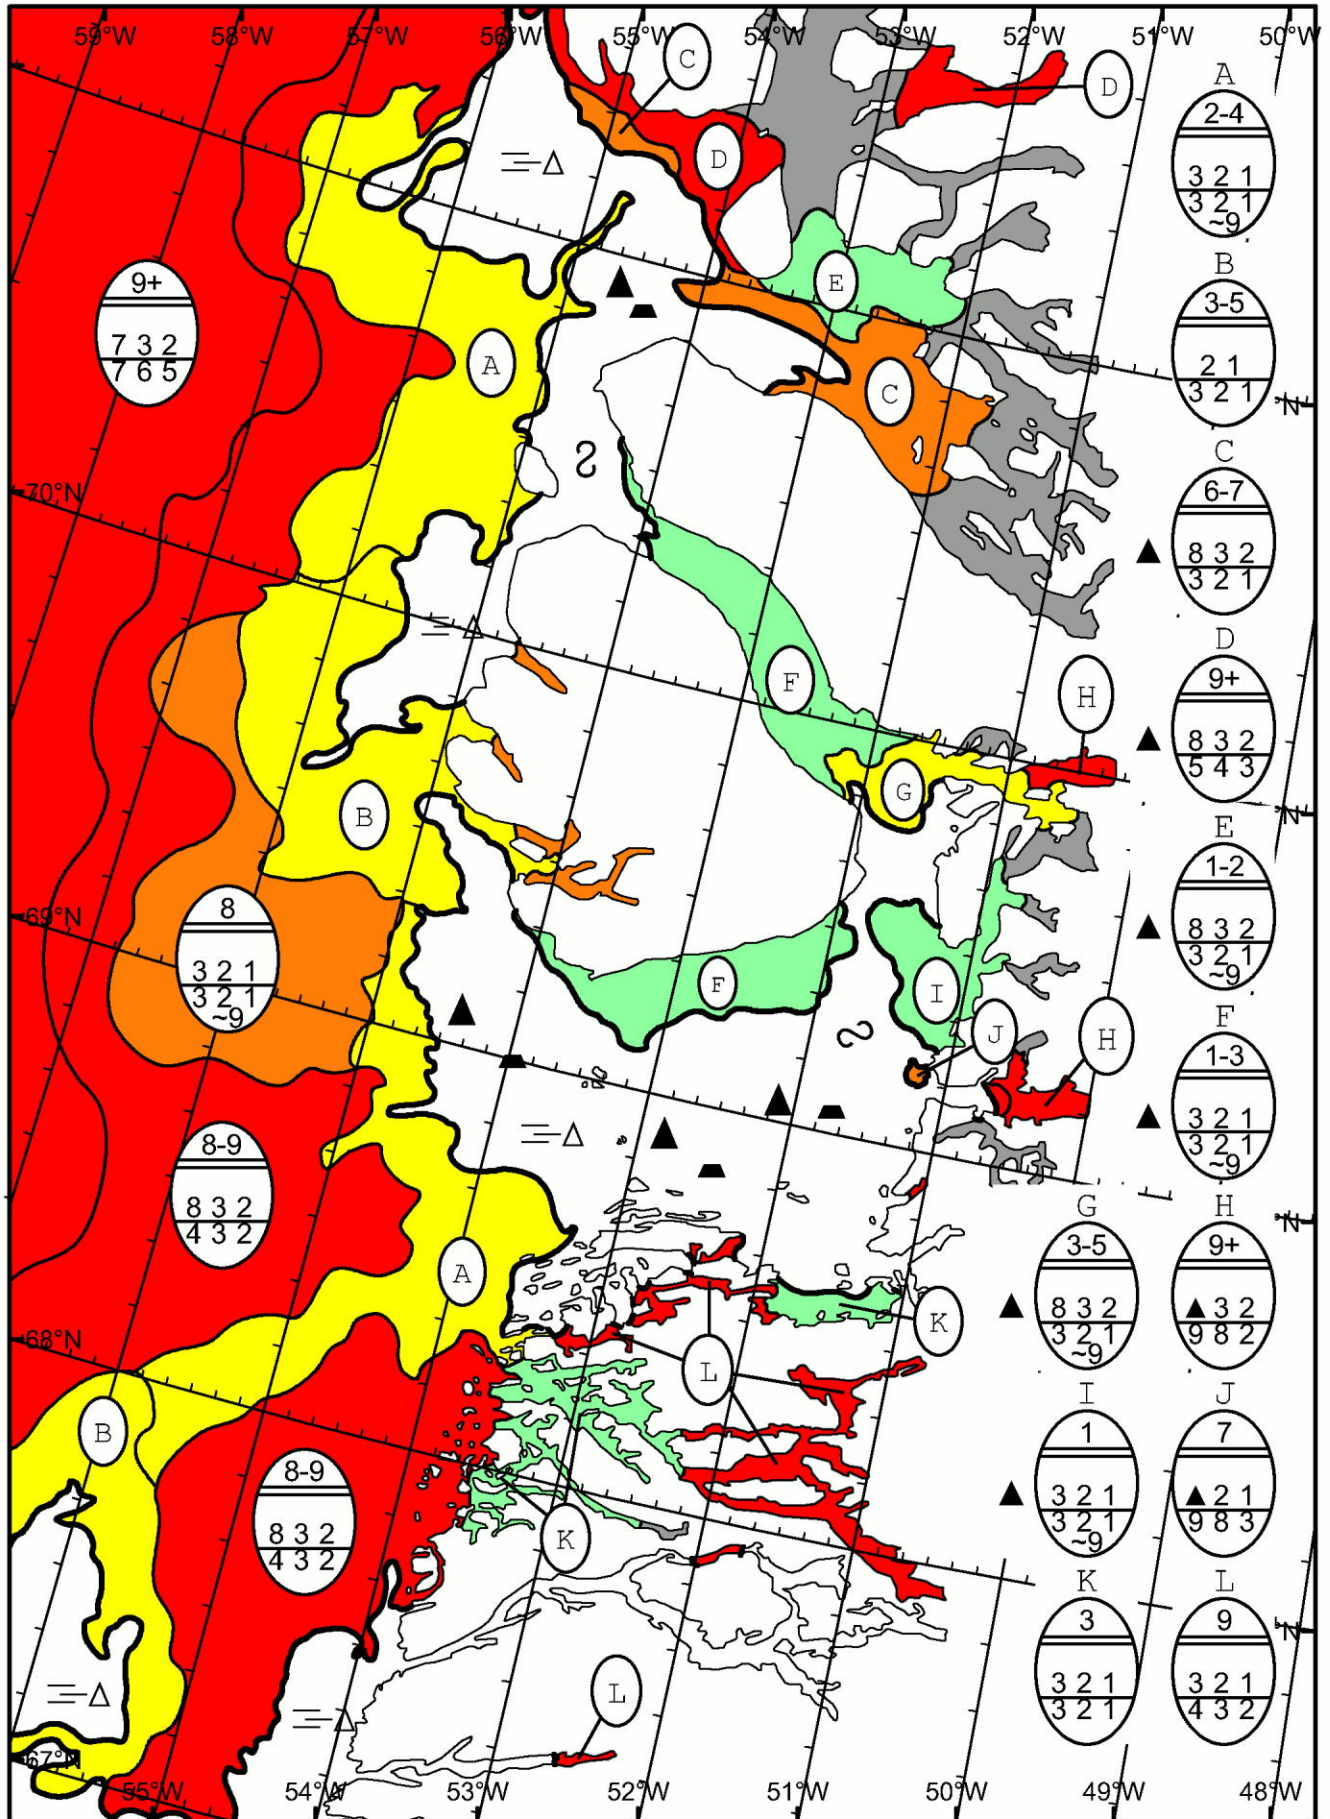 59°W 58°W 57°W 56°W 55°W 54°W 53°W 52°W 51°W 50°W
C
D
A
2-4
3 2 1
3 2 1
~9
D
E
9+
7 3 2
7 6 5
A
B
3-5
2 1
3 2 1
N
C
C
6-7
8 3 2
3 2 1
70°N
D
9+
8 3 2
5 4 3
F
H
G
B
N
E
1-2
8 3 2
3 2 1
~9
69°N
8
3 2 1
3 2 1
~9
F
I
J
H
F
1-3
3 2 1
3 2 1
~9
8-9
8 3 2
4 3 2
A
G
3-5
8 3 2
3 2 1
~9
H
9+
3 2
9 8 2
N
K
68°N
L
B
I
1
3 2 1
3 2 1
~9
J
7
2 1
9 8 3
8-9
8 3 2
4 3 2
K
K
3
3 2 1
3 2 1
L
9
3 2 1
4 3 2
N
L
67°N
55°W 54°W 53°W 52°W 51°W 50°W 49°W 48°W